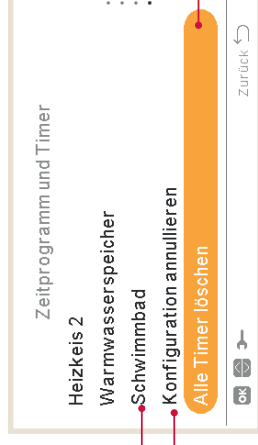 Zeitprogramm und Timer
Heizkeis 2
Warmwasserspeicher
Schwimmbad
Konfiguration annullieren
Alle Timer löschen
OK
Zurück